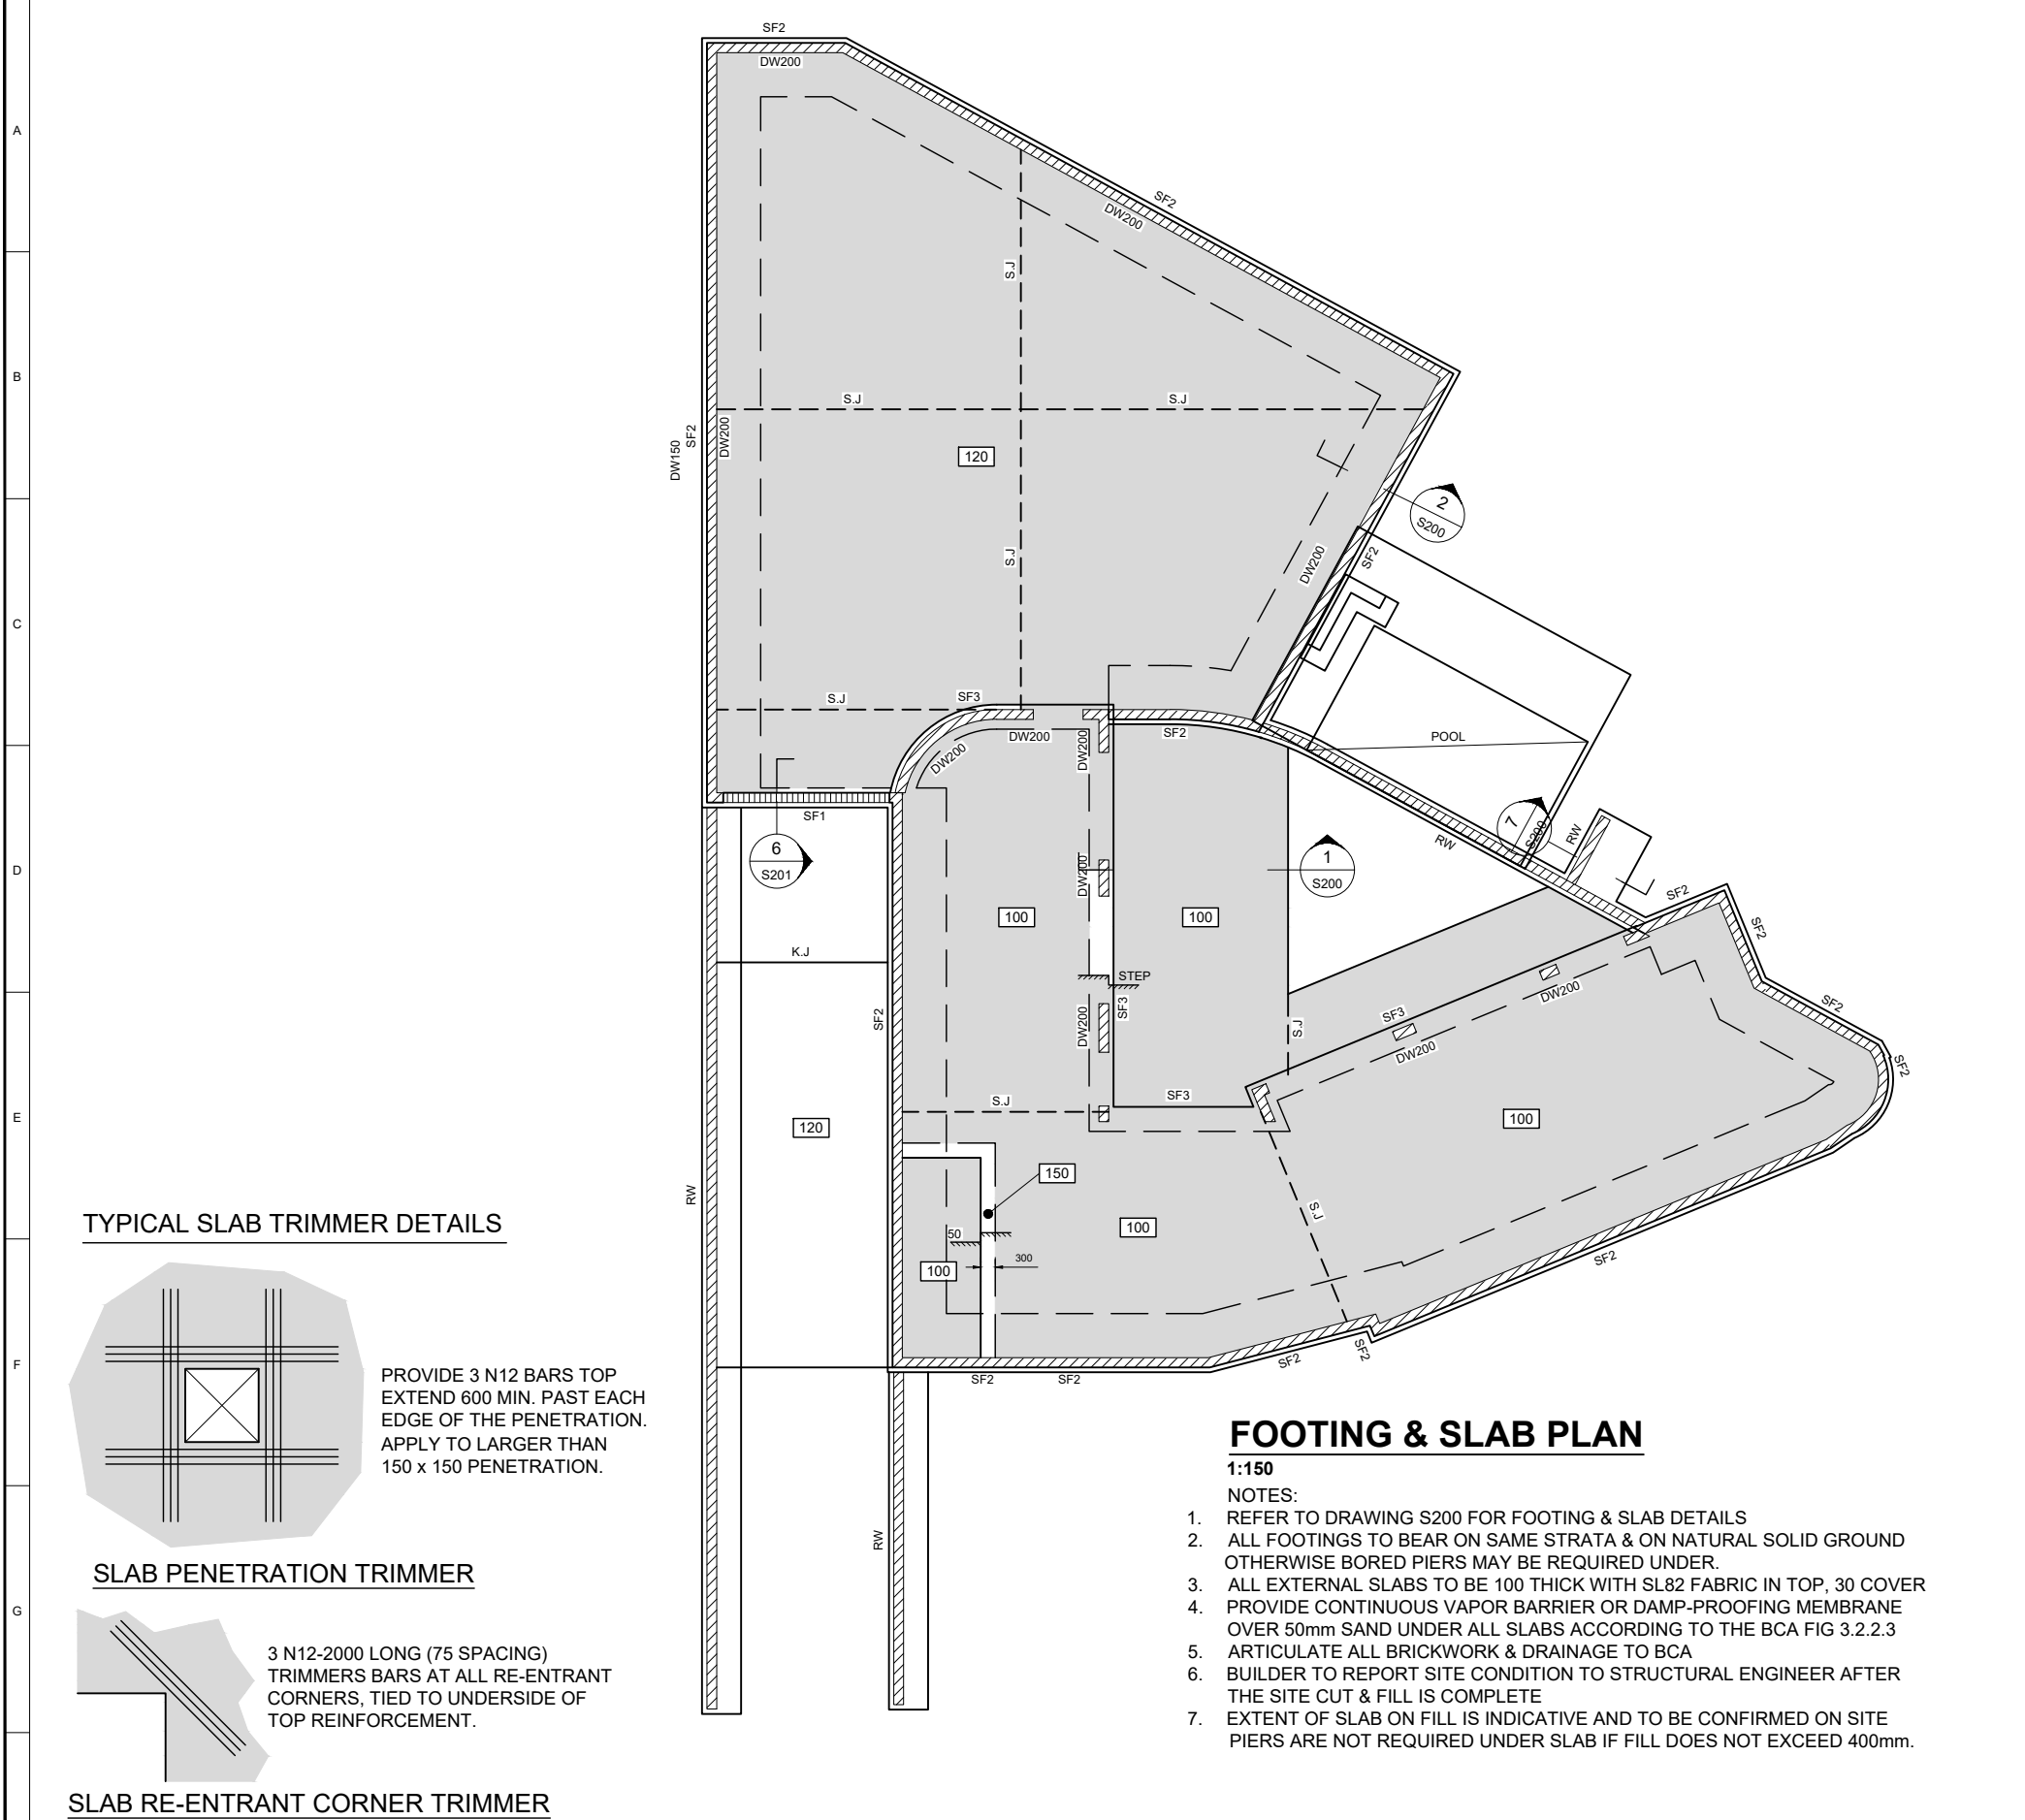 SF2
DW200
A
SF2
DW200
S.J
B
S.J
S.J
DW150
SF2
DW200
120
2
S200
S.J
DW200
SF2
C
S.J
SF3
DW200
DW200
DW200
SF2
POOL
SF1
6
S201
7
S200
RW
RW
D
DW200
1
S200
SF2
SF2
100
100
K.J
STEP
SF3
DW200
SF2
S.J
SF3
DW200
DW200
SF2
SF2
E
S.J
SF3
100
120
150
RW
S.J
50
100
100
300
SF2
SF2
SF2
SF2
SF2
F
TYPICAL SLAB TRIMMER DETAILS
PROVIDE 3 N12 BARS TOP
EXTEND 600 MIN. PAST EACH
EDGE OF THE PENETRATION.
APPLY TO LARGER THAN
150 x 150 PENETRATION.
SLAB PENETRATION TRIMMER
RW
G
3 N12-2000 LONG (75 SPACING)
TRIMMERS BARS AT ALL RE-ENTRANT
CORNERS, TIED TO UNDERSIDE OF
TOP REINFORCEMENT.
SLAB RE-ENTRANT CORNER TRIMMER
FOOTING & SLAB PLAN
1:150
NOTES:
1. REFER TO DRAWING S200 FOR FOOTING & SLAB DETAILS
2. ALL FOOTINGS TO BEAR ON SAME STRATA & ON NATURAL SOLID GROUND
OTHERWISE BORED PIERS MAY BE REQUIRED UNDER.
3. ALL EXTERNAL SLABS TO BE 100 THICK WITH SL82 FABRIC IN TOP, 30 COVER
4. PROVIDE CONTINUOUS VAPOR BARRIER OR DAMP-PROOFING MEMBRANE
OVER 50mm SAND UNDER ALL SLABS ACCORDING TO THE BCA FIG 3.2.2.3
5. ARTICULATE ALL BRICKWORK & DRAINAGE TO BCA
6. BUILDER TO REPORT SITE CONDITION TO STRUCTURAL ENGINEER AFTER
THE SITE CUT & FILL IS COMPLETE
7. EXTENT OF SLAB ON FILL IS INDICATIVE AND TO BE CONFIRMED ON SITE
PIERS ARE NOT REQUIRED UNDER SLAB IF FILL DOES NOT EXCEED 400mm.